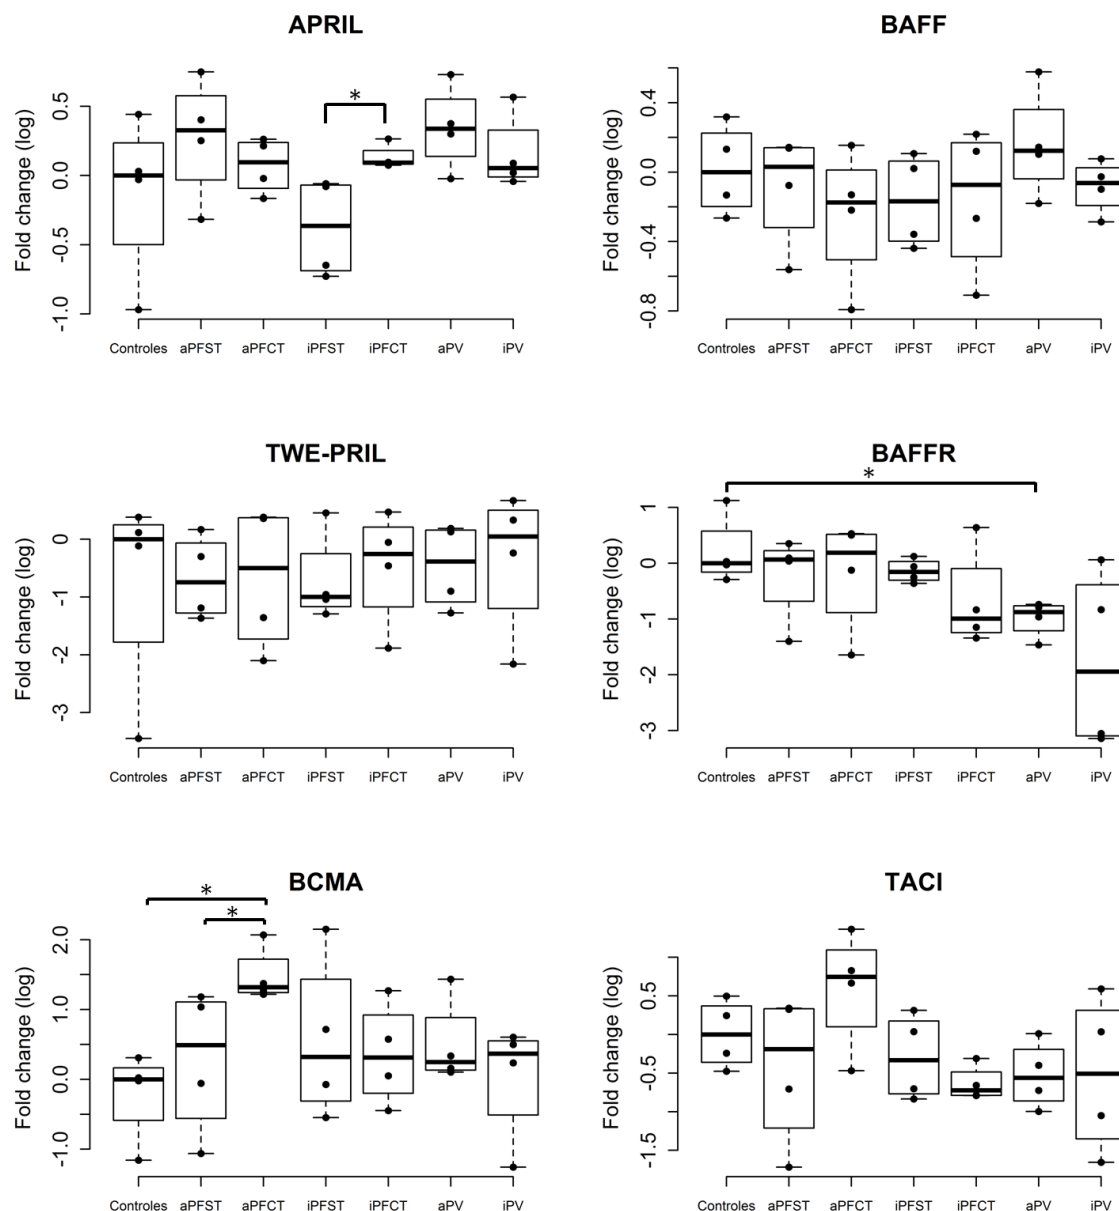 APRIL
Fold change (log)
0.5
0.0
-0.5
-1.0
*
Controles aPFST aPFCT iPFST iPFCT aPV iPV
BAFF
Fold change (log)
0.4
0.0
-0.4
-0.8
Controles aPFST aPFCT iPFST iPFCT aPV iPV
TWE-PRIL
Fold change (log)
0
-1
-2
-3
Controles aPFST aPFCT iPFST iPFCT aPV iPV
BAFFR
*
Fold change (log)
1
0
-1
-2
-3
Controles aPFST aPFCT iPFST iPFCT aPV iPV
BCMA
*
*
Fold change (log)
2.0
1.0
0.0
-1.0
Controles aPFST aPFCT iPFST iPFCT aPV iPV
TACI
Fold change (log)
0.5
-0.5
-1.5
Controles aPFST aPFCT iPFST iPFCT aPV iPV